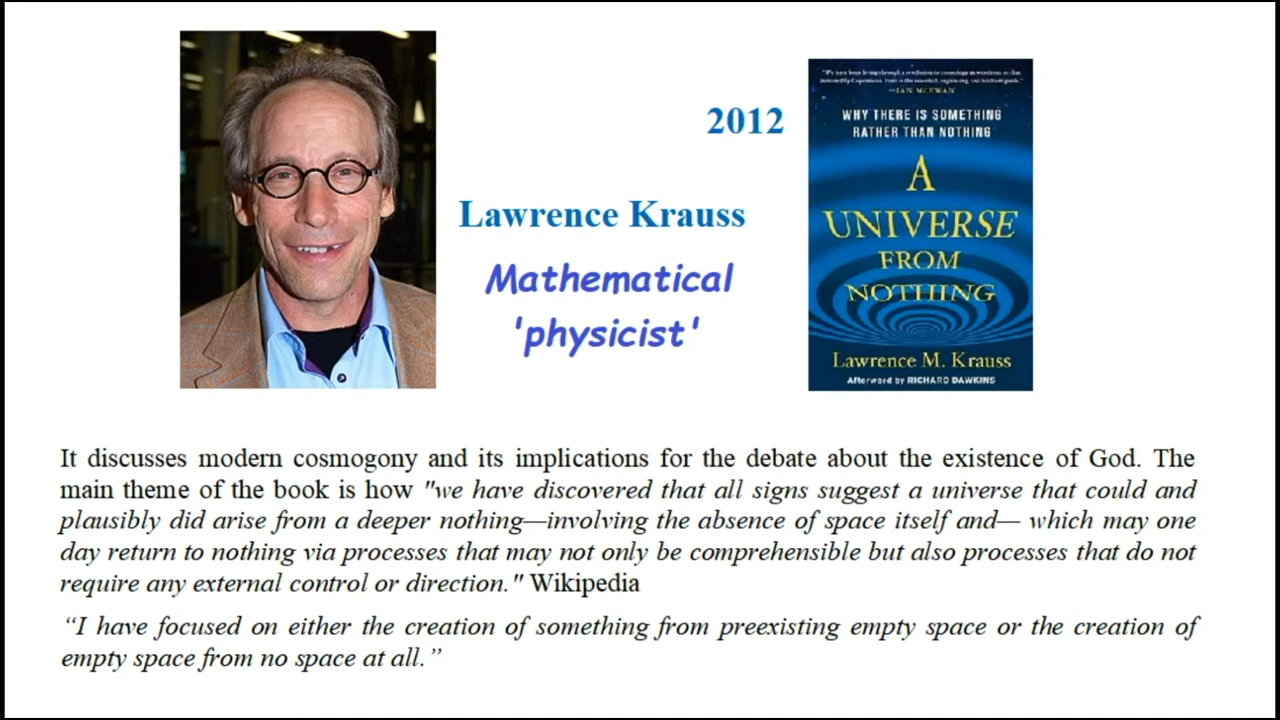 2012
Lawrence Krauss
Mathematical
'physicist'
WHY THERE IS SOMETHING
RATHER THAN NOTHING
A
UNIVERSE
FROM
NOTHING
Lawrence M. Krauss
Afterword by RICHARD DAWKINS
—IAN MCEWAN
It discusses modern cosmogony and its implications for the debate about the existence of God. The
main theme of the book is how "we have discovered that all signs suggest a universe that could and
plausibly did arise from a deeper nothing—involving the absence of space itself and— which may one
day return to nothing via processes that may not only be comprehensible but also processes that do not
require any external control or direction." Wikipedia
“I have focused on either the creation of something from preexisting empty space or the creation of
empty space from no space at all.”